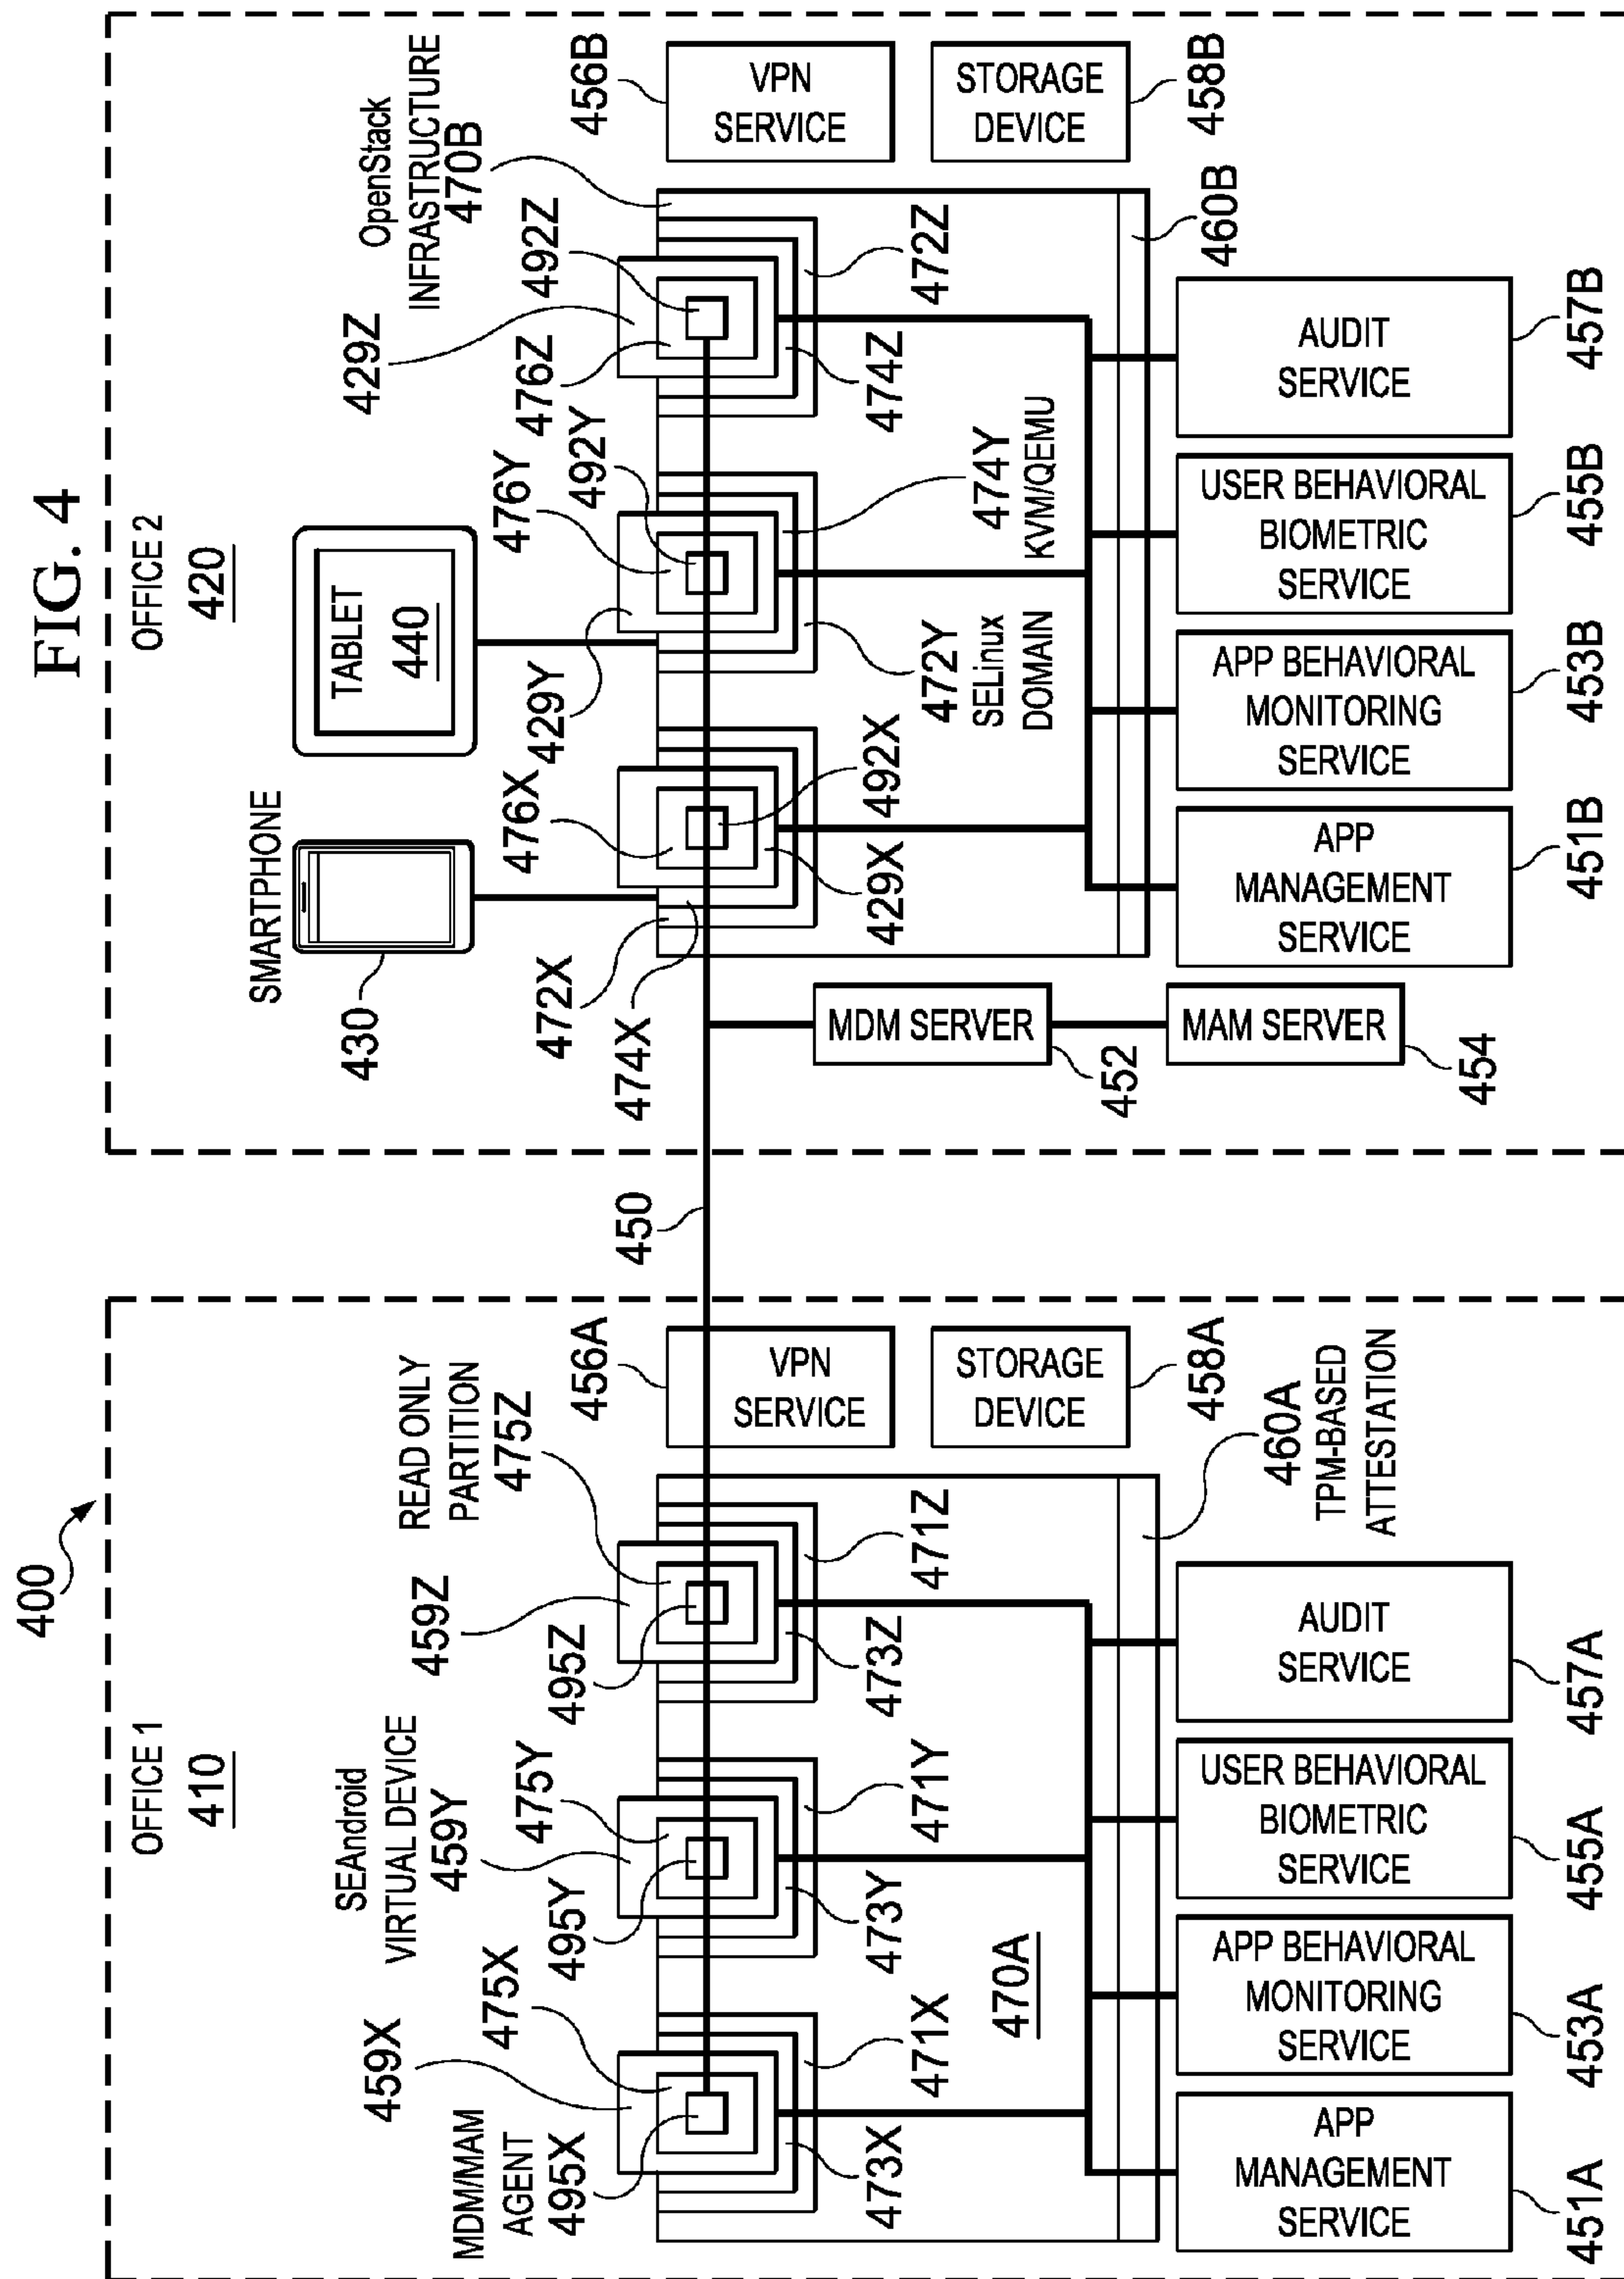 FIG. 4
400
OFFICE 1
410
459X
MDM/MAM
AGENT
495X
475X
SEAndroid
VIRTUAL DEVICE
459Y
475Y
495Y
459Z
495Z
READ ONLY
PARTITION
475Z
456A
VPN
SERVICE
STORAGE
DEVICE
458A
460A
TPM-BASED
ATTESTATION
473X
471X
473Y
471Y
473Z
471Z
470A
APP
MANAGEMENT
SERVICE
451A
APP BEHAVIORAL
MONITORING
SERVICE
453A
USER BEHAVIORAL
BIOMETRIC
SERVICE
455A
AUDIT
SERVICE
457A
450
OFFICE 2
420
SMARTPHONE
430
TABLET
440
472X
474X
476X
429X
492X
429Y
476Y
492Y
472Y
SELinux
DOMAIN
474Y
KVM/QEMU
429Z
476Z
492Z
474Z
472Z
OpenStack
INFRASTRUCTURE
470B
456B
VPN
SERVICE
STORAGE
DEVICE
458B
460B
MDM SERVER
452
MAM SERVER
454
APP
MANAGEMENT
SERVICE
451B
APP BEHAVIORAL
MONITORING
SERVICE
453B
USER BEHAVIORAL
BIOMETRIC
SERVICE
455B
AUDIT
SERVICE
457B